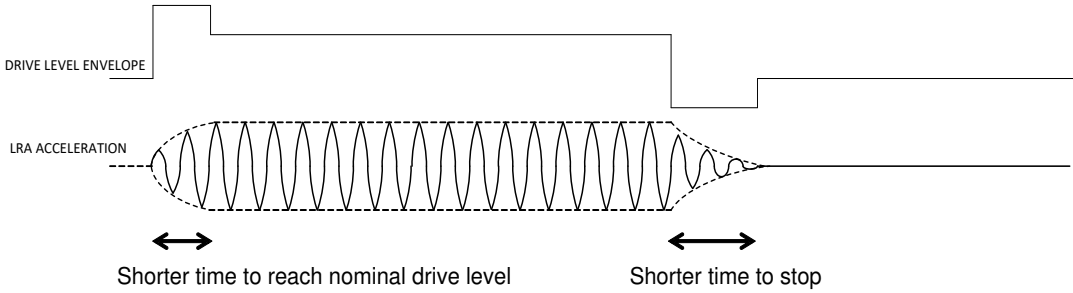 DRIVE LEVEL ENVELOPE
LRA ACCELERATION
Shorter time to reach nominal drive level
Shorter time to stop